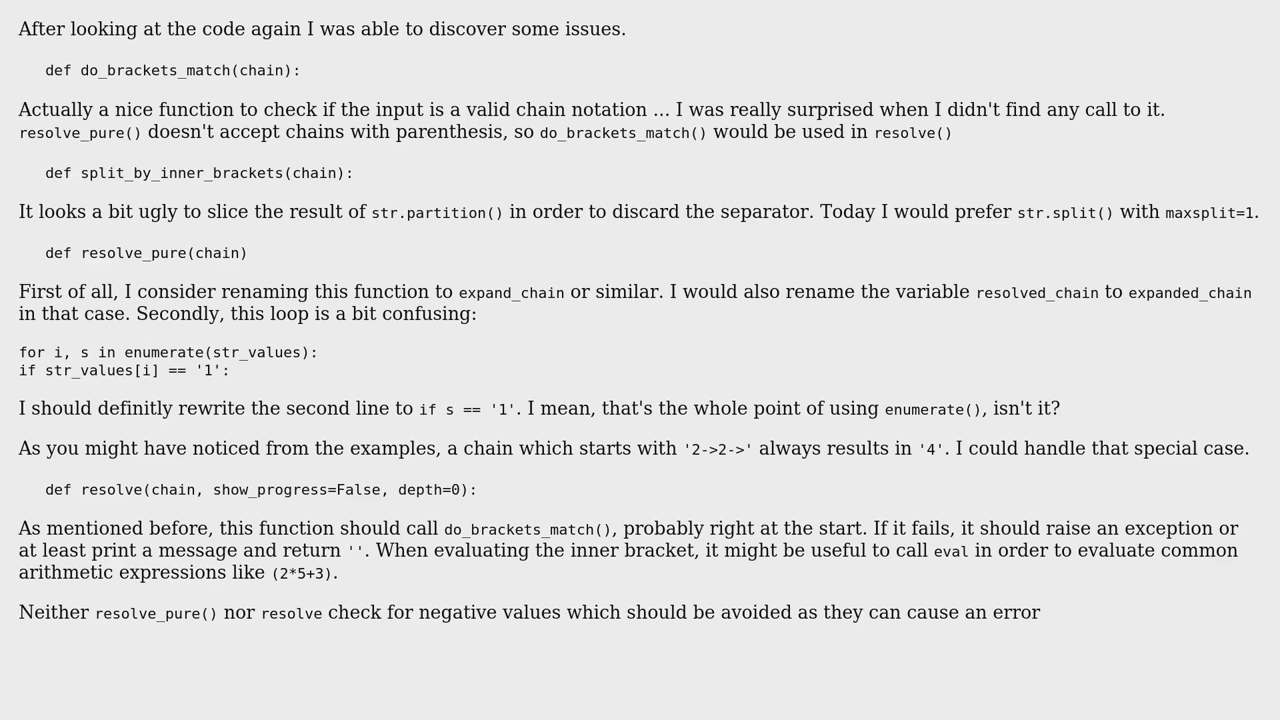 After looking at the code again I was able to discover some issues.
def do_brackets_match(chain):
Actually a nice function to check if the input is a valid chain notation ... I was really surprised when I didn't find any call to it.
resolve_pure() doesn't accept chains with parenthesis, so do_brackets_match() would be used in resolve()
def split_by_inner_brackets(chain):
It looks a bit ugly to slice the result of str.partition() in order to discard the separator. Today I would prefer str.split() with maxsplit=1.
def resolve_pure(chain)
First of all, I consider renaming this function to expand_chain or similar. I would also rename the variable resolved_chain to expanded_chain
in that case. Secondly, this loop is a bit confusing:
for i, s in enumerate(str_values):
if str_values[i] == '1':
I should definitly rewrite the second line to if s == '1'. I mean, that's the whole point of using enumerate(), isn't it?
As you might have noticed from the examples, a chain which starts with '2->2->' always results in '4'. I could handle that special case.
def resolve(chain, show_progress=False, depth=0):
As mentioned before, this function should call do_brackets_match(), probably right at the start. If it fails, it should raise an exception or
at least print a message and return ''. When evaluating the inner bracket, it might be useful to call eval in order to evaluate common
arithmetic expressions like (2*5+3).
Neither resolve_pure() nor resolve check for negative values which should be avoided as they can cause an error